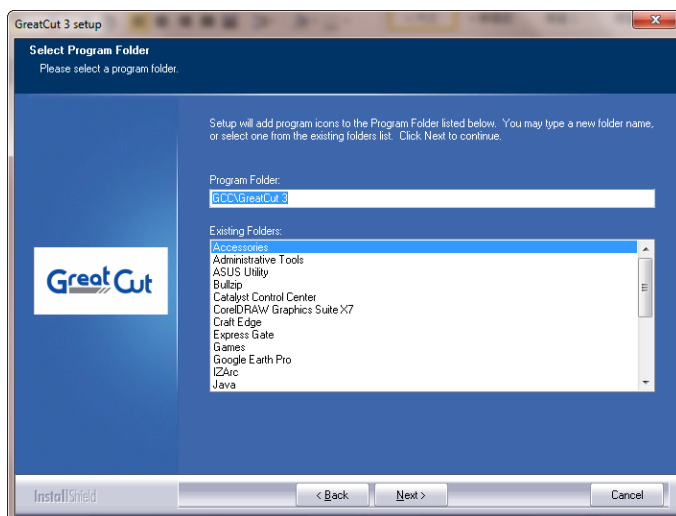 GreatCut 3 setup
Select Program Folder
Please select a program folder.
Setup will add program icons to the Program Folder listed below. You may type a new folder name,
or select one from the existing folders list. Click Next to continue.
Program Folder:
GCC\GreatCut 3
Existing Folders:
Accessories
Administrative Tools
ASUS Utility
Bullzip
Catalyst Control Center
CorelDRAW Graphics Suite X7
Craft Edge
Express Gate
Games
Google Earth Pro
IZArc
Java
Great Cut
InstallShield
< Back
Next >
Cancel